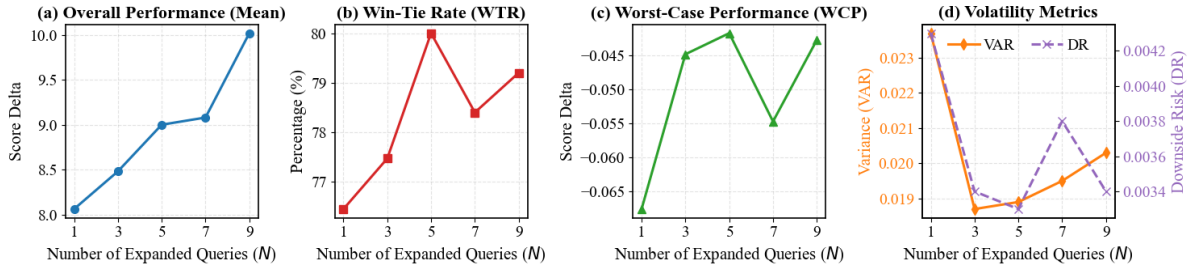 (a) Overall Performance (Mean)
10.0
9.5
9.0
8.5
8.0
Score Delta
1 3 5 7 9
Number of Expanded Queries (N)
(b) Win-Tie Rate (WTR)
80
79
78
77
Percentage (%)
1 3 5 7 9
Number of Expanded Queries (N)
(c) Worst-Case Performance (WCP)
−0.045
−0.050
−0.055
−0.060
−0.065
Score Delta
1 3 5 7 9
Number of Expanded Queries (N)
(d) Volatility Metrics
VAR DR
0.023
0.022
0.021
0.020
0.019
Variance (VAR)
0.0042
0.0040
0.0038
0.0036
0.0034
Downside Risk (DR)
1 3 5 7 9
Number of Expanded Queries (N)